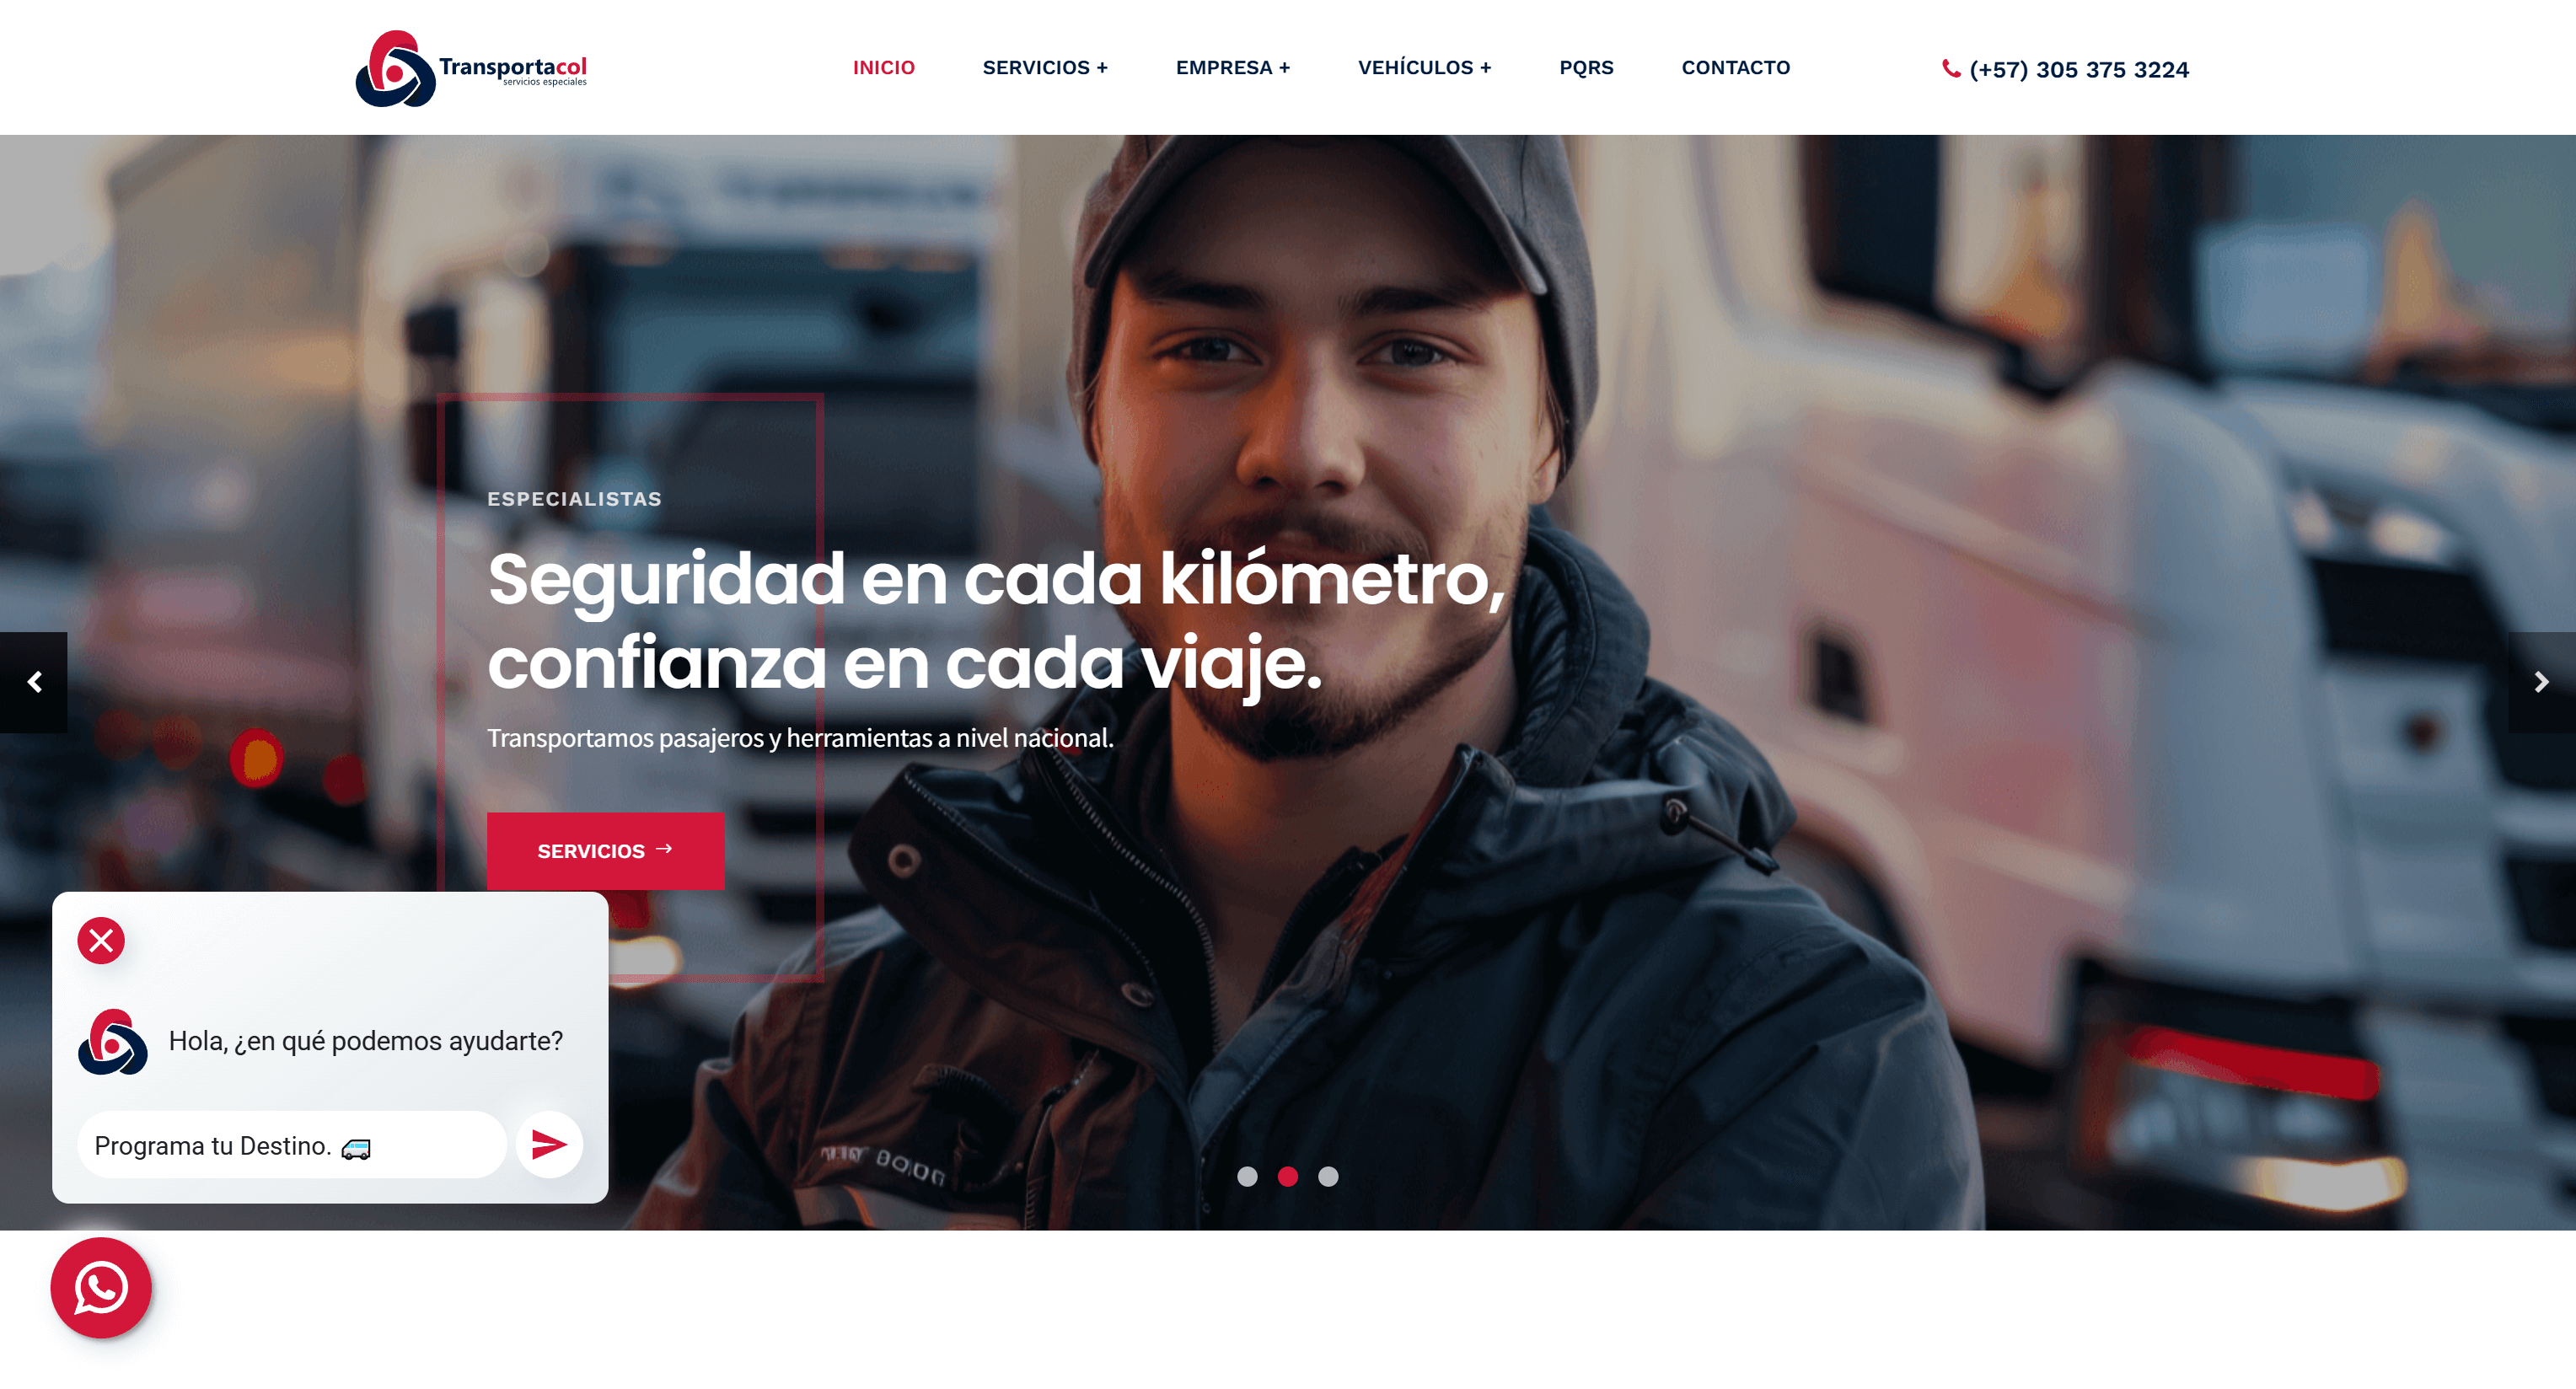 Transportacol
servicios especiales
INICIO
SERVICIOS +
EMPRESA +
VEHÍCULOS +
PQRS
CONTACTO
(+57) 305 375 3224
ESPECIALISTAS
Seguridad en cada kilómetro,
confianza en cada viaje.
Transportamos pasajeros y herramientas a nivel nacional.
SERVICIOS →
Hola, ¿en qué podemos ayudarte?
Programa tu Destino. 🚐